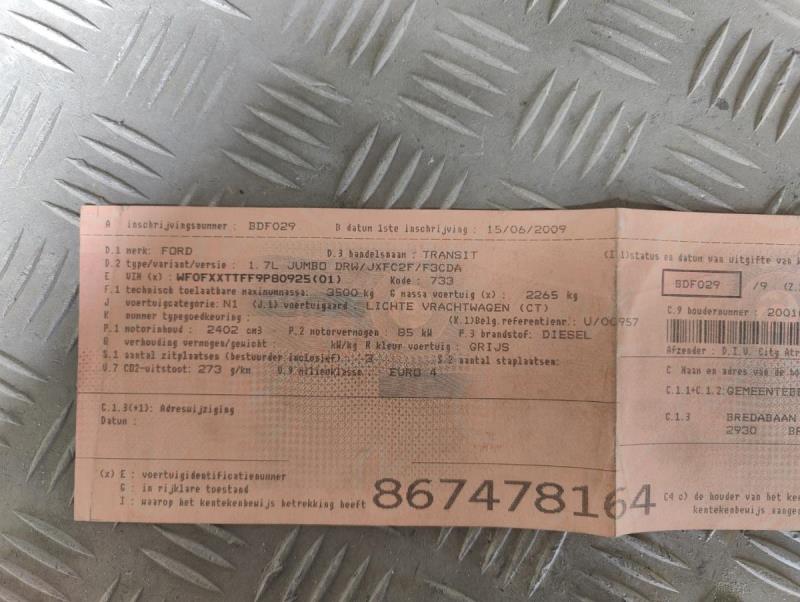 A inschrijvingsnummer : BDF029 B datum 1ste inschrijving : 15/06/2009
D.1 merk: FORD D.3 handelsnaam : TRANSIT
D.2 type/variant/versie : 1.7L JUMBO DRW/JXFC2F/F3CDA
E VIN (x) : WF0FXXTTFF9P80925(01) Kode : 733
F.1 technisch toelaatbare maximummassa: 3500 kg G massa voertuig (x) : 2265 kg
J voertuigcategorie: N1 (J.1) voertuigaard : LICHTE VRACHTWAGEN (CT)
K nummer typegoedkeuring : (K.1)Belg.referentienr.: U/06957
P.1 motorinhoud : 2402 cm3 P.2 motorvermogen : 85 kW P.3 brandstof: DIESEL
Q verhouding vermogen/gewicht : kW/kg R kleur voertuig : GRIJS
S.1 aantal zitplaatsen (bestuurder inclusief) : 3 S.2 aantal staplaatsen:
V.7 CO2-uitstoot: 273 g/km V.9 milieuklasse EURO 4
C.1.3(+1): Adreswijziging
Datum :
(x) E : voertuigidentificatienummer
G : in rijklare toestand
I : waarop het kentekenbewijs betrekking heeft
867478164
(I.1)status en datum van uitgifte van
BDF029 /9 (Z.
C.9 houdernummer : 2001
Afzender : D.I.V. City Atr
C Naam en adres van de ho
C.1.1+C.1.2:GEMEENTEBE
C.1.3 BREDABAAN
2930 BR
(C4 c) de houder van het ken
kentekenbewijs aange